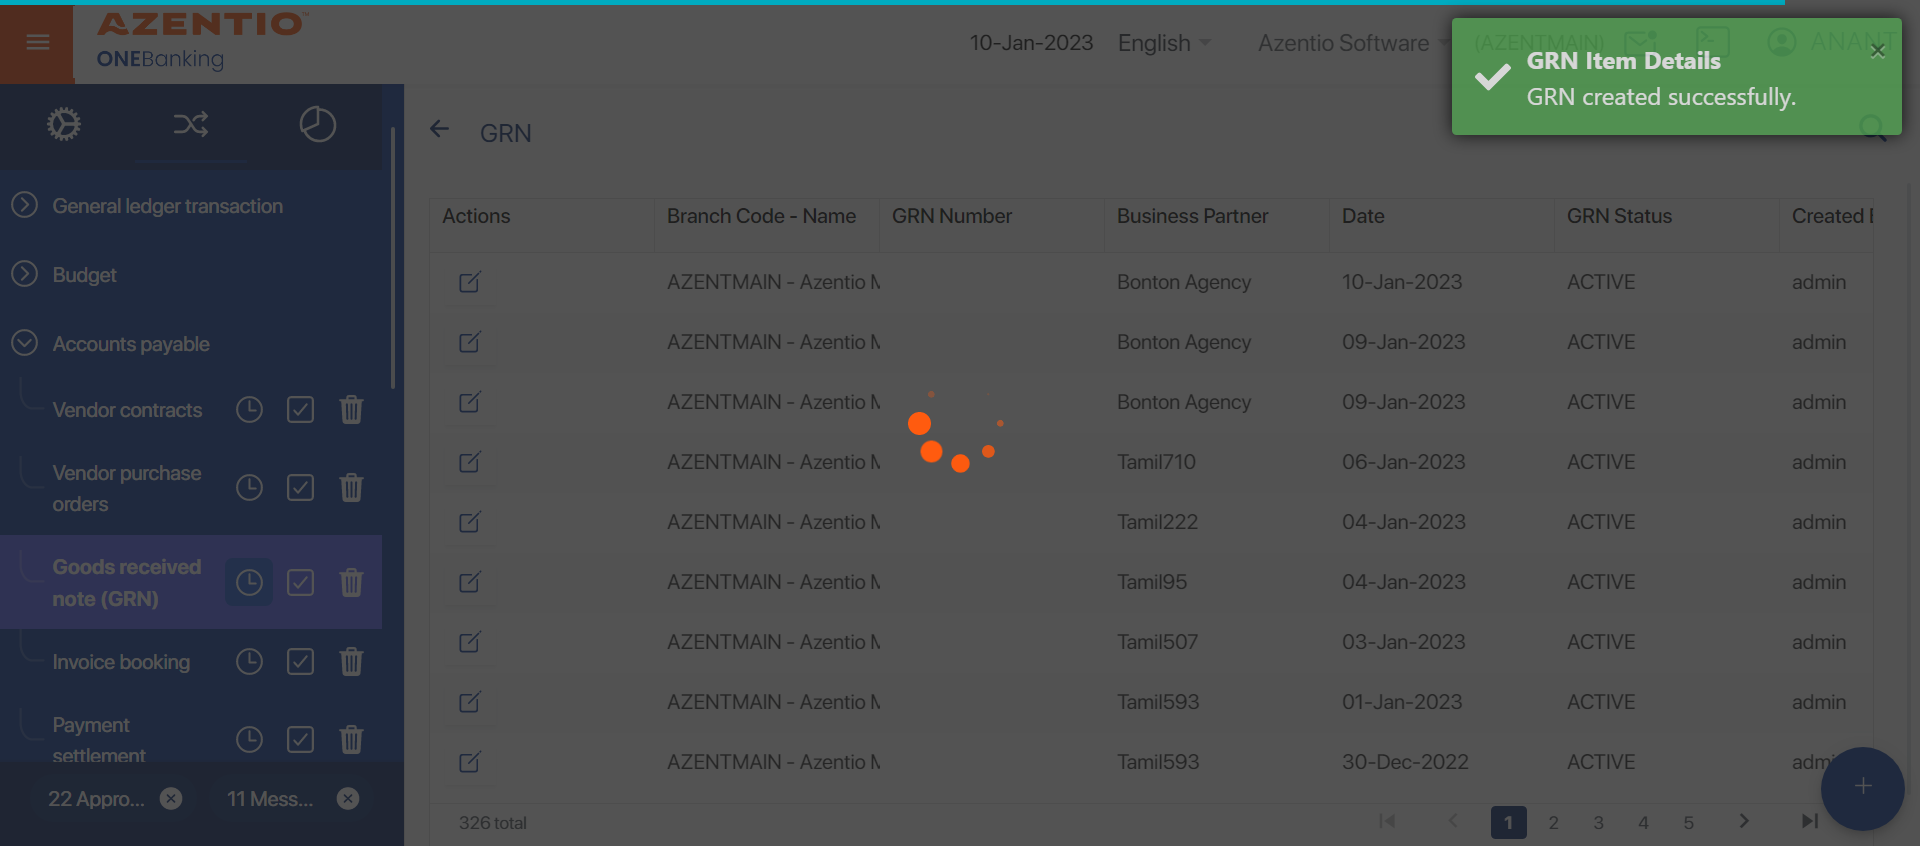 AZENTIO™
ONEBanking
10-Jan-2023
English
Azentio Software
(AZENTMAIN)
ANANT
GRN Item Details
GRN created successfully.
×
General ledger transaction
Budget
Accounts payable
Vendor contracts
Vendor purchase
orders
Goods received
note (GRN)
Invoice booking
Payment
settlement
22 Appro...
11 Mess...
GRN
Actions Branch Code - Name GRN Number Business Partner Date GRN Status Created
AZENTMAIN - Azentio Bonton Agency 10-Jan-2023 ACTIVE admin
AZENTMAIN - Azentio Bonton Agency 09-Jan-2023 ACTIVE admin
AZENTMAIN - Azentio Bonton Agency 09-Jan-2023 ACTIVE admin
AZENTMAIN - Azentio Tamil710 06-Jan-2023 ACTIVE admin
AZENTMAIN - Azentio Tamil222 04-Jan-2023 ACTIVE admin
AZENTMAIN - Azentio Tamil95 04-Jan-2023 ACTIVE admin
AZENTMAIN - Azentio Tamil507 03-Jan-2023 ACTIVE admin
AZENTMAIN - Azentio Tamil593 01-Jan-2023 ACTIVE admin
AZENTMAIN - Azentio Tamil593 30-Dec-2022 ACTIVE adm
326 total
1 2 3 4 5